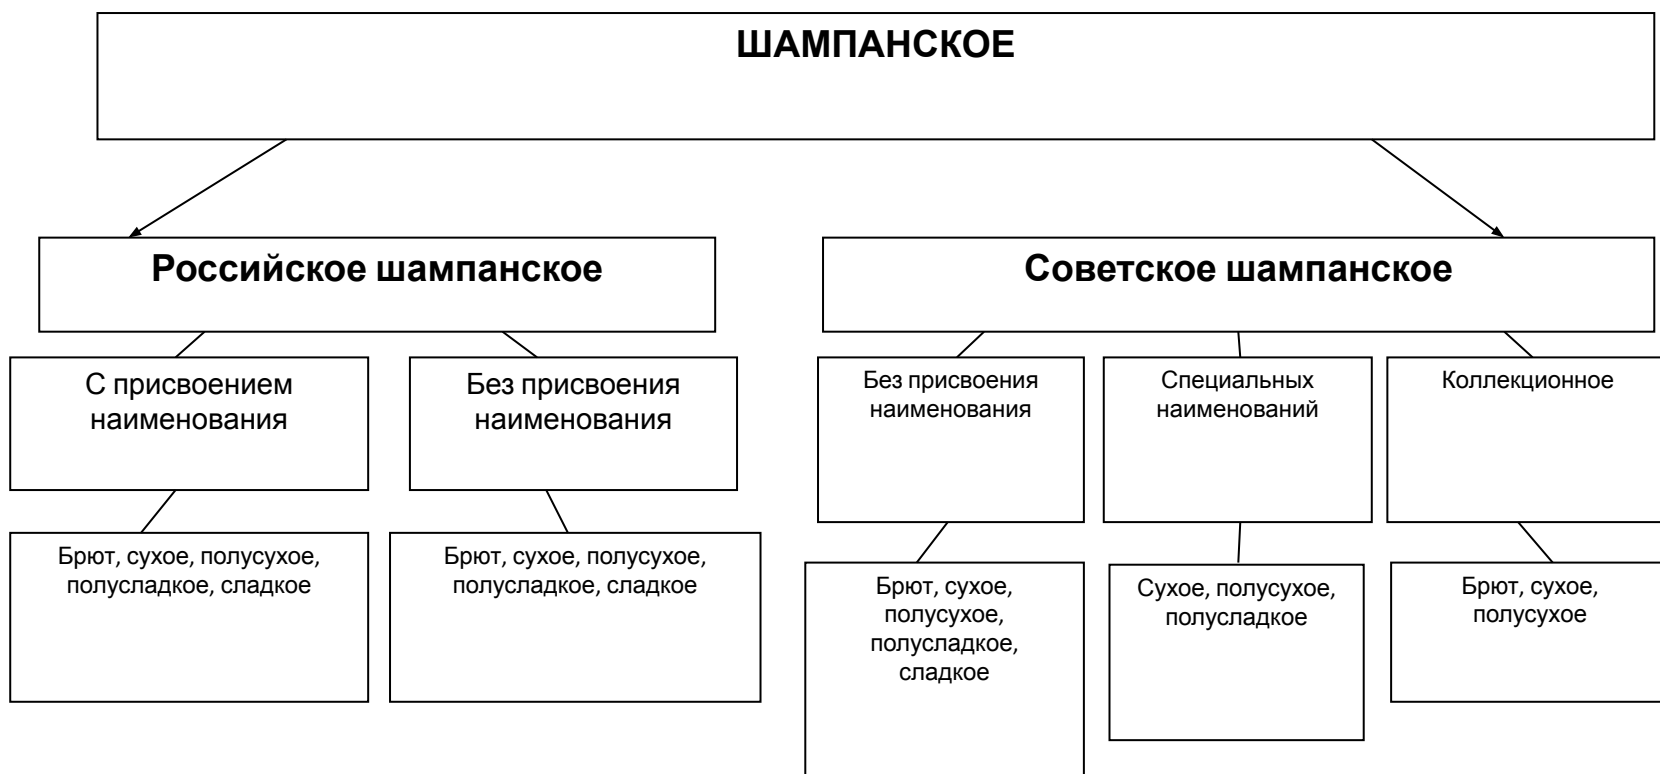 ШАМПАНСКОЕ
Российское шампанское
Советское шампанское
С присвоением
наименования
Без присвоения
наименования
Без присвоения
наименования
Специальных
наименований
Коллекционное
Брют, сухое, полусухое,
полусладкое, сладкое
Брют, сухое, полусухое,
полусладкое, сладкое
Брют, сухое,
полусухое,
полусладкое,
сладкое
Сухое, полусухое,
полусладкое
Брют, сухое,
полусухое